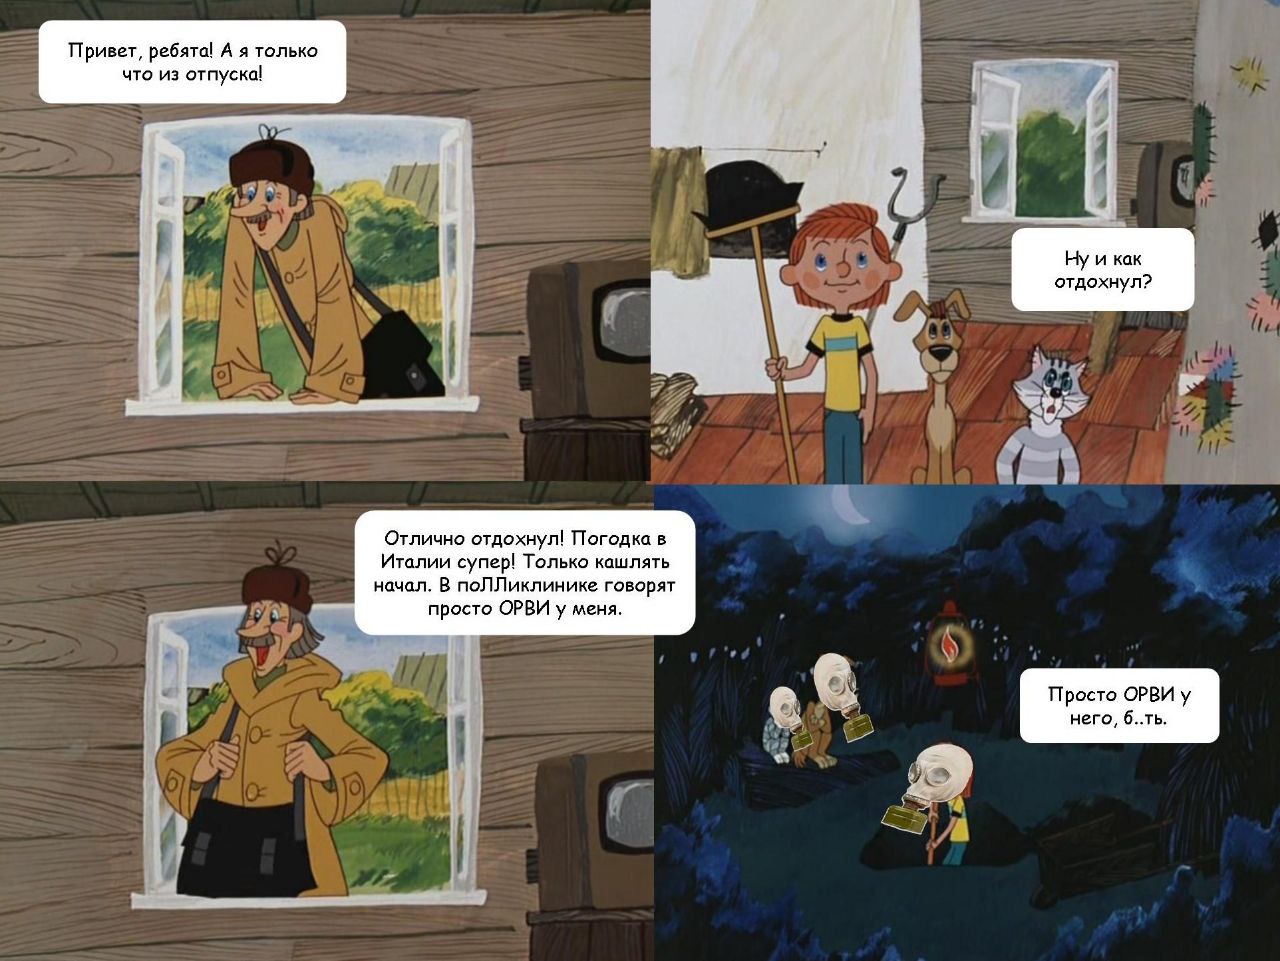 Привет, ребята! А я только
что из отпуска!
Ну и как
отдохнул?
Отлично отдохнул! Погодка в
Италии супер! Только кашлять
начал. В поЛЛиклинике говорят
просто ОРВИ у меня.
Просто ОРВИ у
него, б..ть.